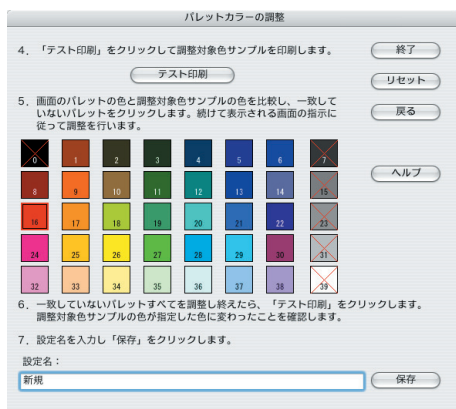 パレットカラーの調整
4. 「テスト印刷」をクリックして調整対象色サンプルを印刷します。
終了
テスト印刷
リセット
5. 画面のパレットの色と調整対象色サンプルの色を比較し、一致して
いないパレットをクリックします。続けて表示される画面の指示に
従って調整を行います。
戻る
0 1 2 3 4 5 6 7
ヘルプ
8 9 10 11 12 13 14 15
16 17 18 19 20 21 22 23
24 25 26 27 28 29 30 31
32 33 34 35 36 37 38 39
6. 一致していないパレットすべてを調整し終えたら、「テスト印刷」をクリックします。
調整対象色サンプルの色が指定した色に変わったことを確認します。
7. 設定名を入力し「保存」をクリックします。
設定名：
新規
保存